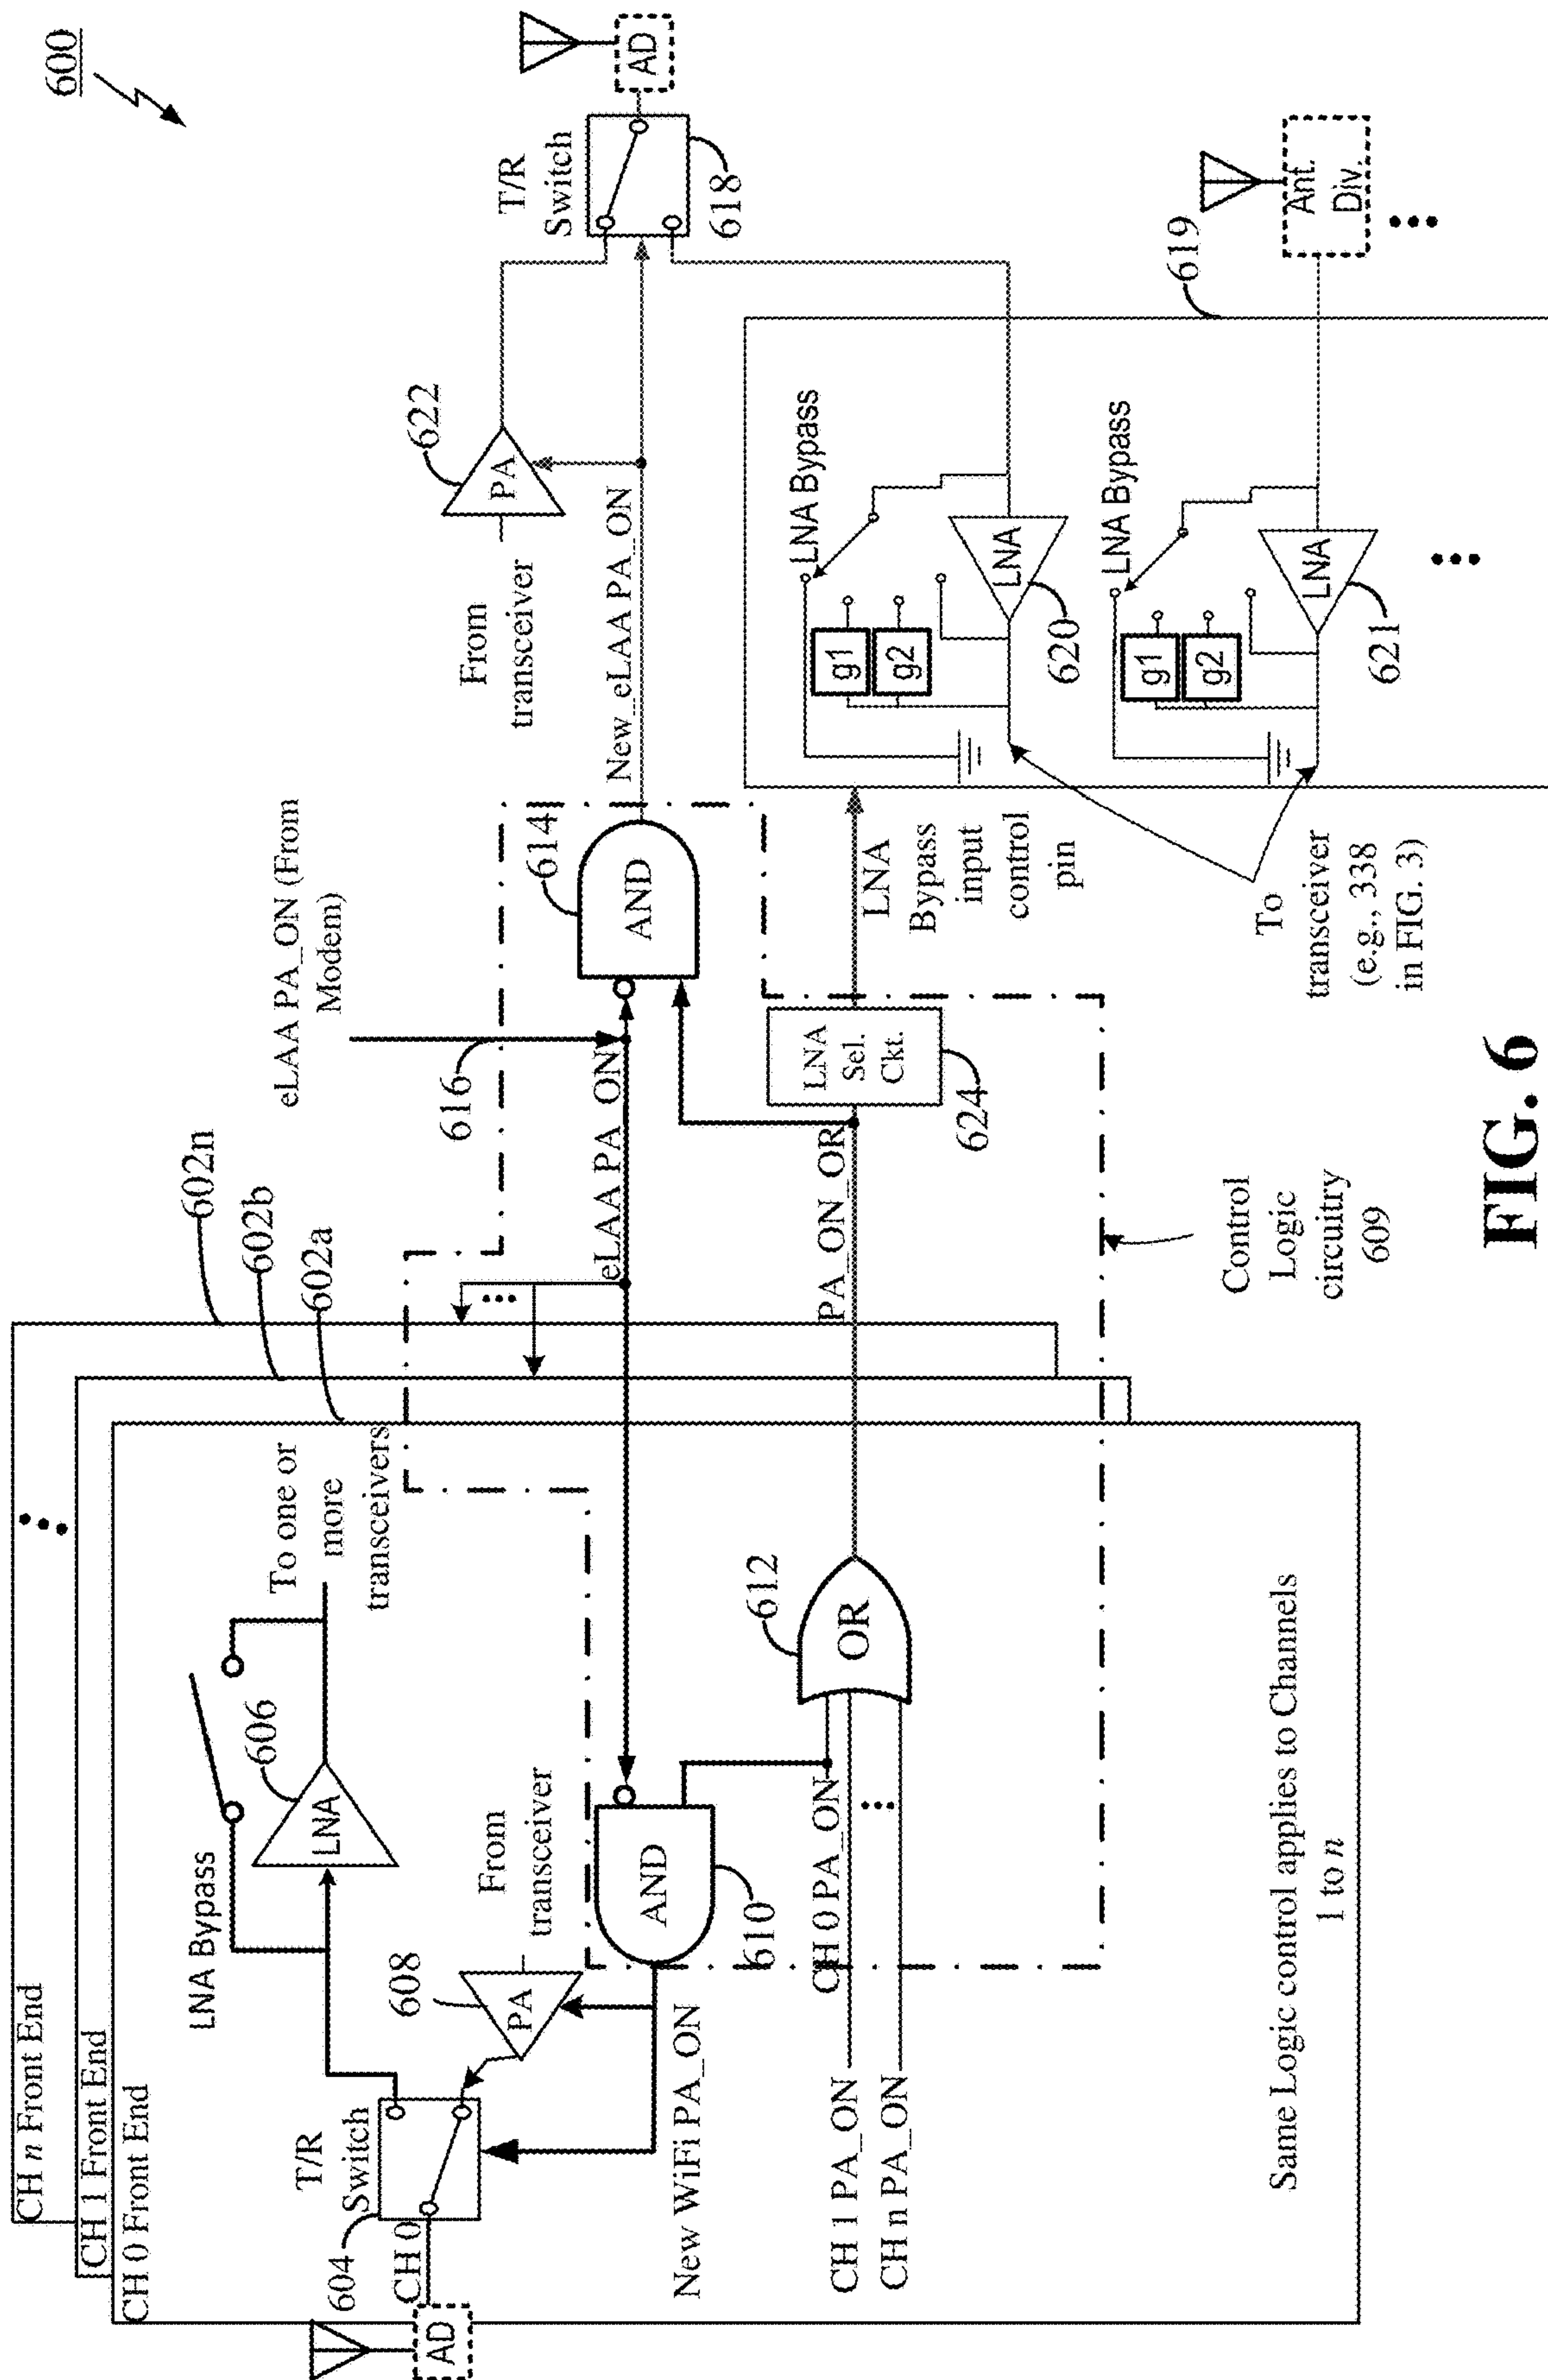 600
CH n Front End
CH 1 Front End
CH 0 Front End
602n
602b
602a
LNA Bypass
LNA
606
To one or
more
transceivers
T/R
Switch
604
CH 0
AD
PA
608
From
transceiver
New WiFi PA_ON
AND
610
CH 0 PA_ON
CH 1 PA_ON
CH n PA_ON
OR
612
Same Logic control applies to Channels
1 to n
eLAA PA_ON (From
Modem)
616
eLAA PA_ON
PA_ON_OR
AND
614
LNA
Sel.
Ckt.
624
Control
Logic
circuitry
609
New_eLAA PA_ON
From
transceiver
PA
622
T/R
Switch
618
AD
LNA
Bypass
input
control
pin
619
LNA Bypass
g1
g2
LNA
620
LNA Bypass
g1
g2
LNA
621
Ant.
Div.
To
transceiver
(e.g., 338
in FIG. 3)
FIG. 6